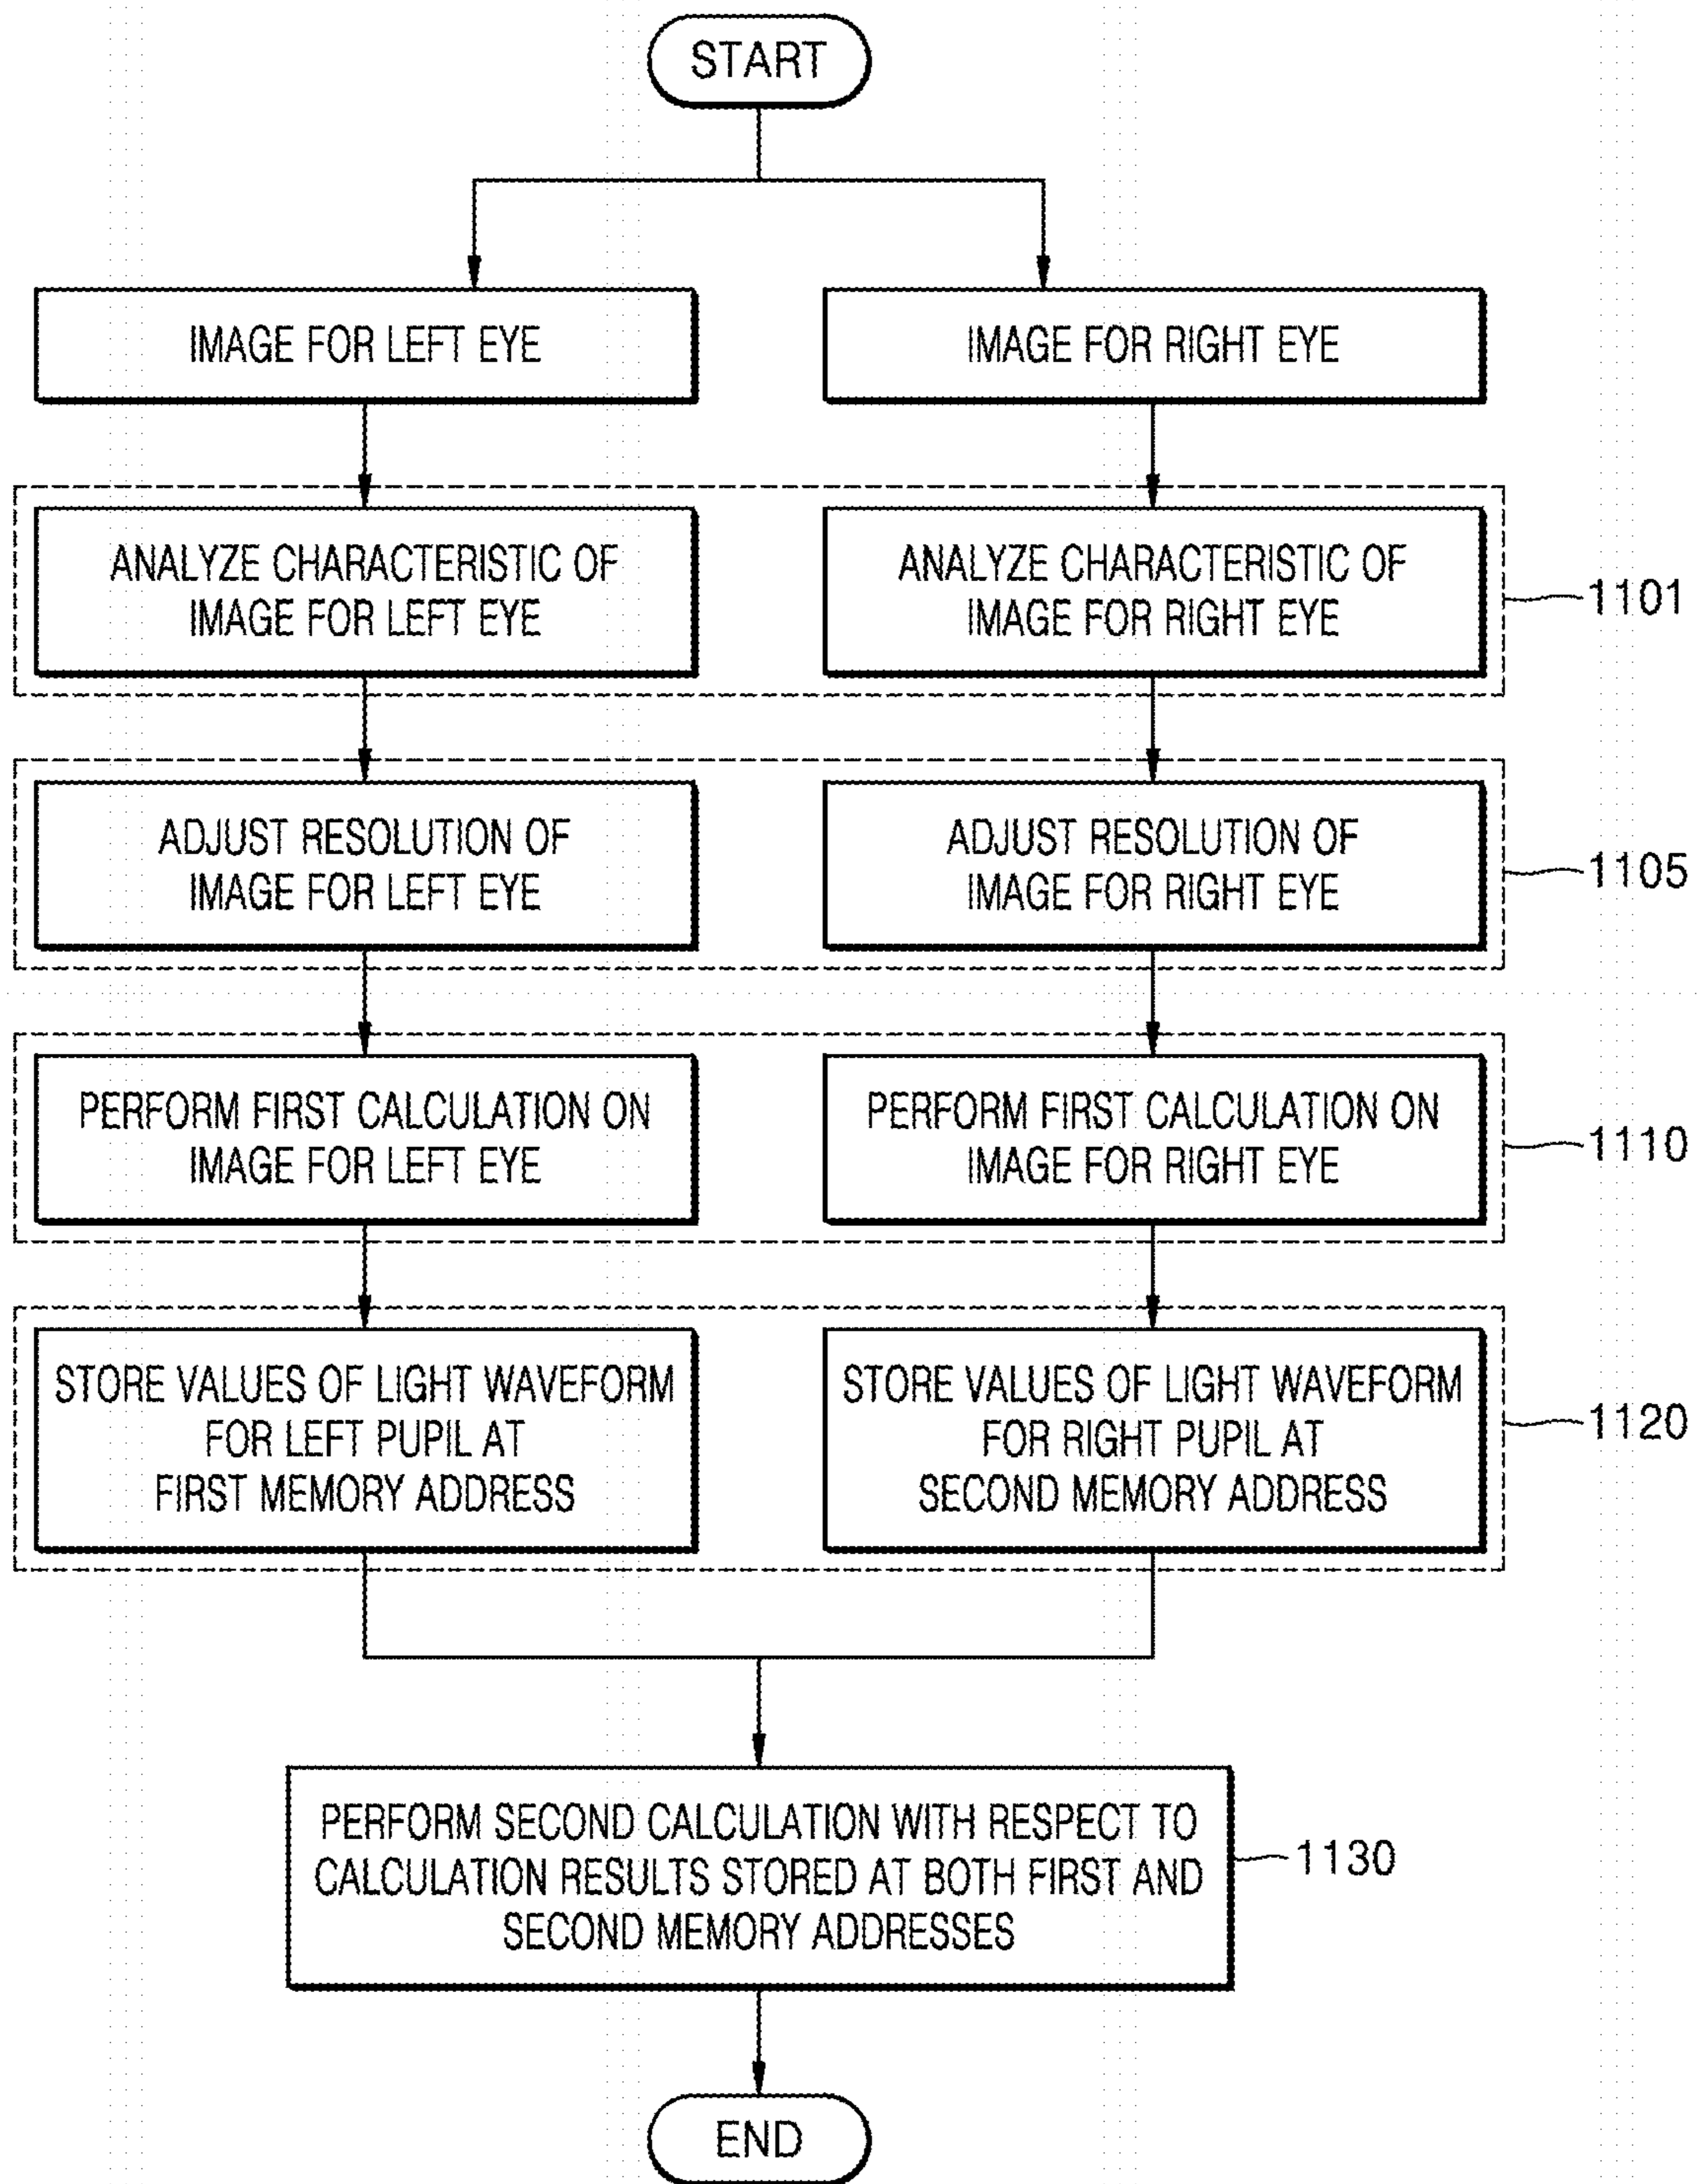 START
IMAGE FOR LEFT EYE
IMAGE FOR RIGHT EYE
ANALYZE CHARACTERISTIC OF
IMAGE FOR LEFT EYE
ANALYZE CHARACTERISTIC OF
IMAGE FOR RIGHT EYE
1101
ADJUST RESOLUTION OF
IMAGE FOR LEFT EYE
ADJUST RESOLUTION OF
IMAGE FOR RIGHT EYE
1105
PERFORM FIRST CALCULATION ON
IMAGE FOR LEFT EYE
PERFORM FIRST CALCULATION ON
IMAGE FOR RIGHT EYE
1110
STORE VALUES OF LIGHT WAVEFORM
FOR LEFT PUPIL AT
FIRST MEMORY ADDRESS
STORE VALUES OF LIGHT WAVEFORM
FOR RIGHT PUPIL AT
SECOND MEMORY ADDRESS
1120
PERFORM SECOND CALCULATION WITH RESPECT TO
CALCULATION RESULTS STORED AT BOTH FIRST AND
SECOND MEMORY ADDRESSES
1130
END